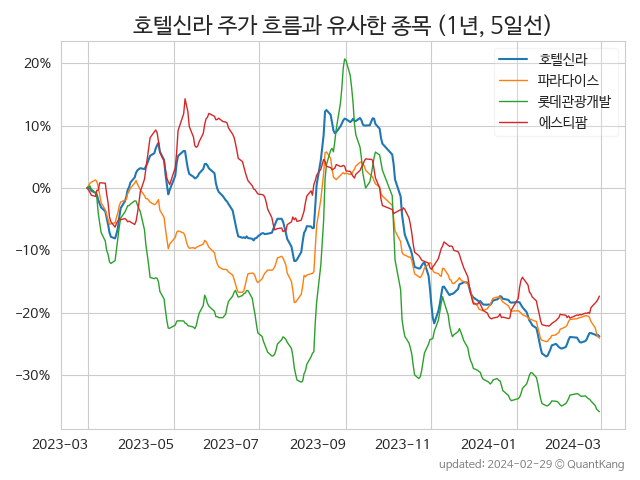 호텔신라 주가 흐름과 유사한 종목 (1년, 5일선)
호텔신라
파라다이스
롯데관광개발
에스티팜
20%
10%
0%
−10%
−20%
−30%
2023-03 2023-05 2023-07 2023-09 2023-11 2024-01 2024-03
updated: 2024-02-29 © QuantKang